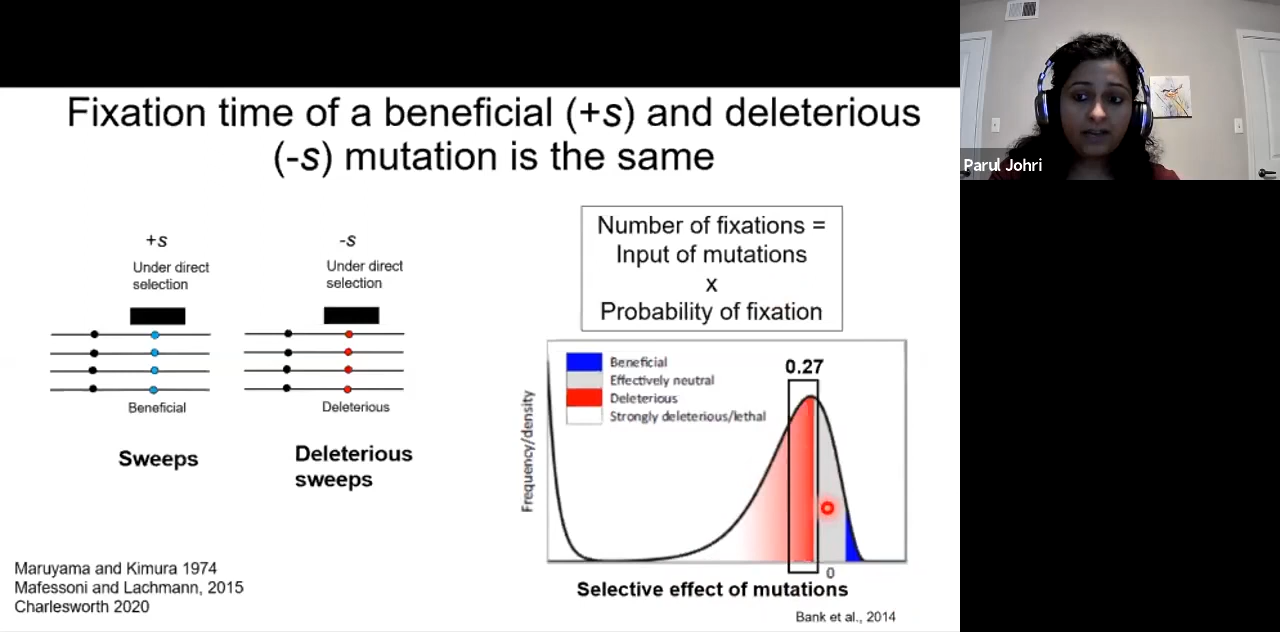 Fixation time of a beneficial (+s) and deleterious
(-s) mutation is the same
+s
Under direct
selection
Beneficial
Sweeps
-s
Under direct
selection
Deleterious
Deleterious
sweeps
Number of fixations =
Input of mutations
x
Probability of fixation
Beneficial
Effectively neutral
Deleterious
Strongly deleterious/lethal
0.27
Frequency/density
0
Selective effect of mutations
Bank et al., 2014
Maruyama and Kimura 1974
Mafessoni and Lachmann, 2015
Charlesworth 2020
Parul Johri